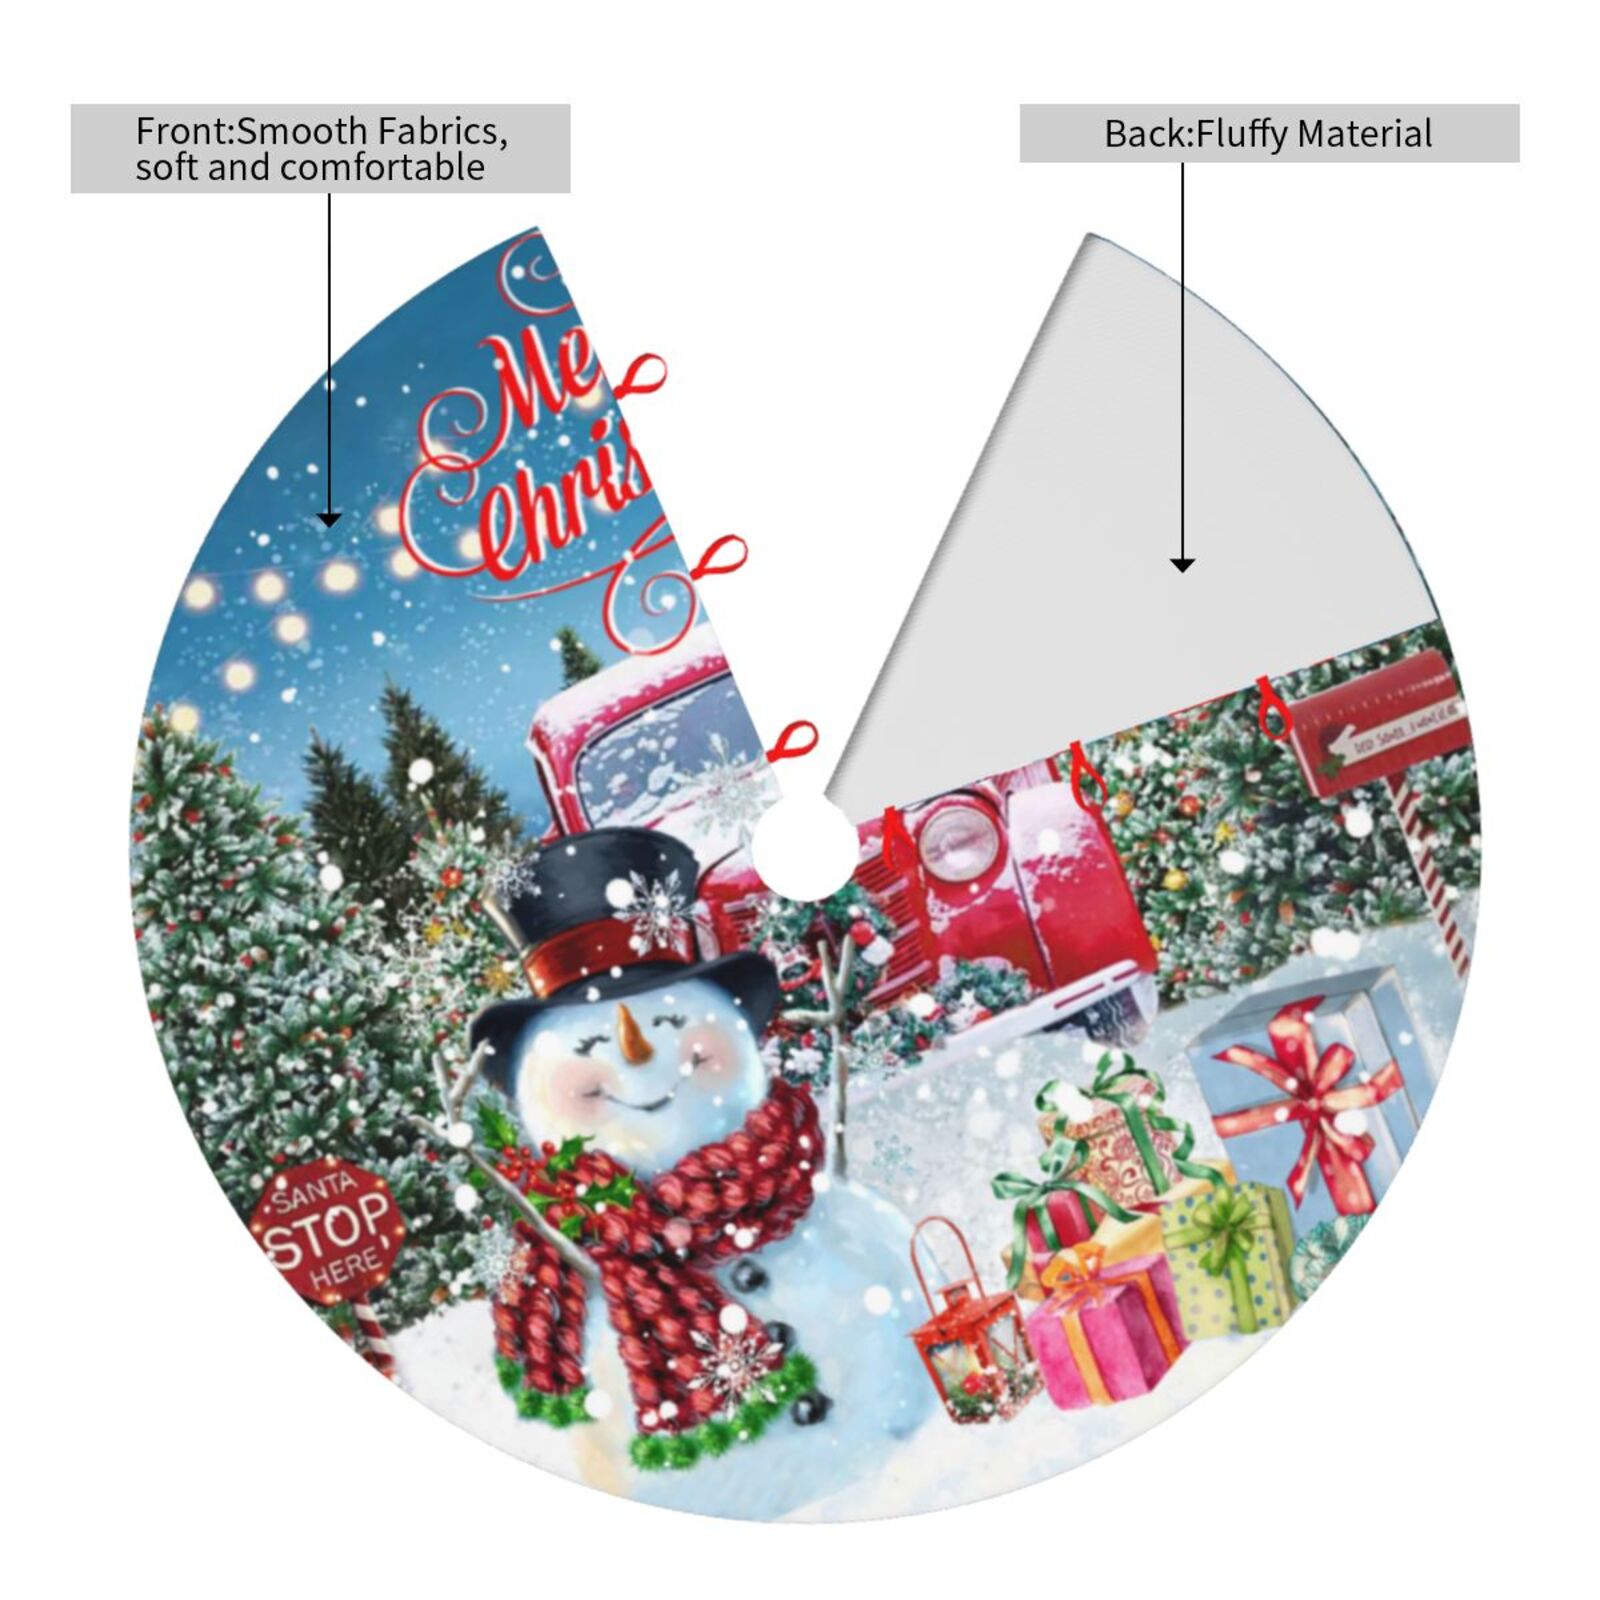 Front:Smooth Fabrics,
soft and comfortable
Back:Fluffy Material
Me
Chris
SANTA
STOP
HERE